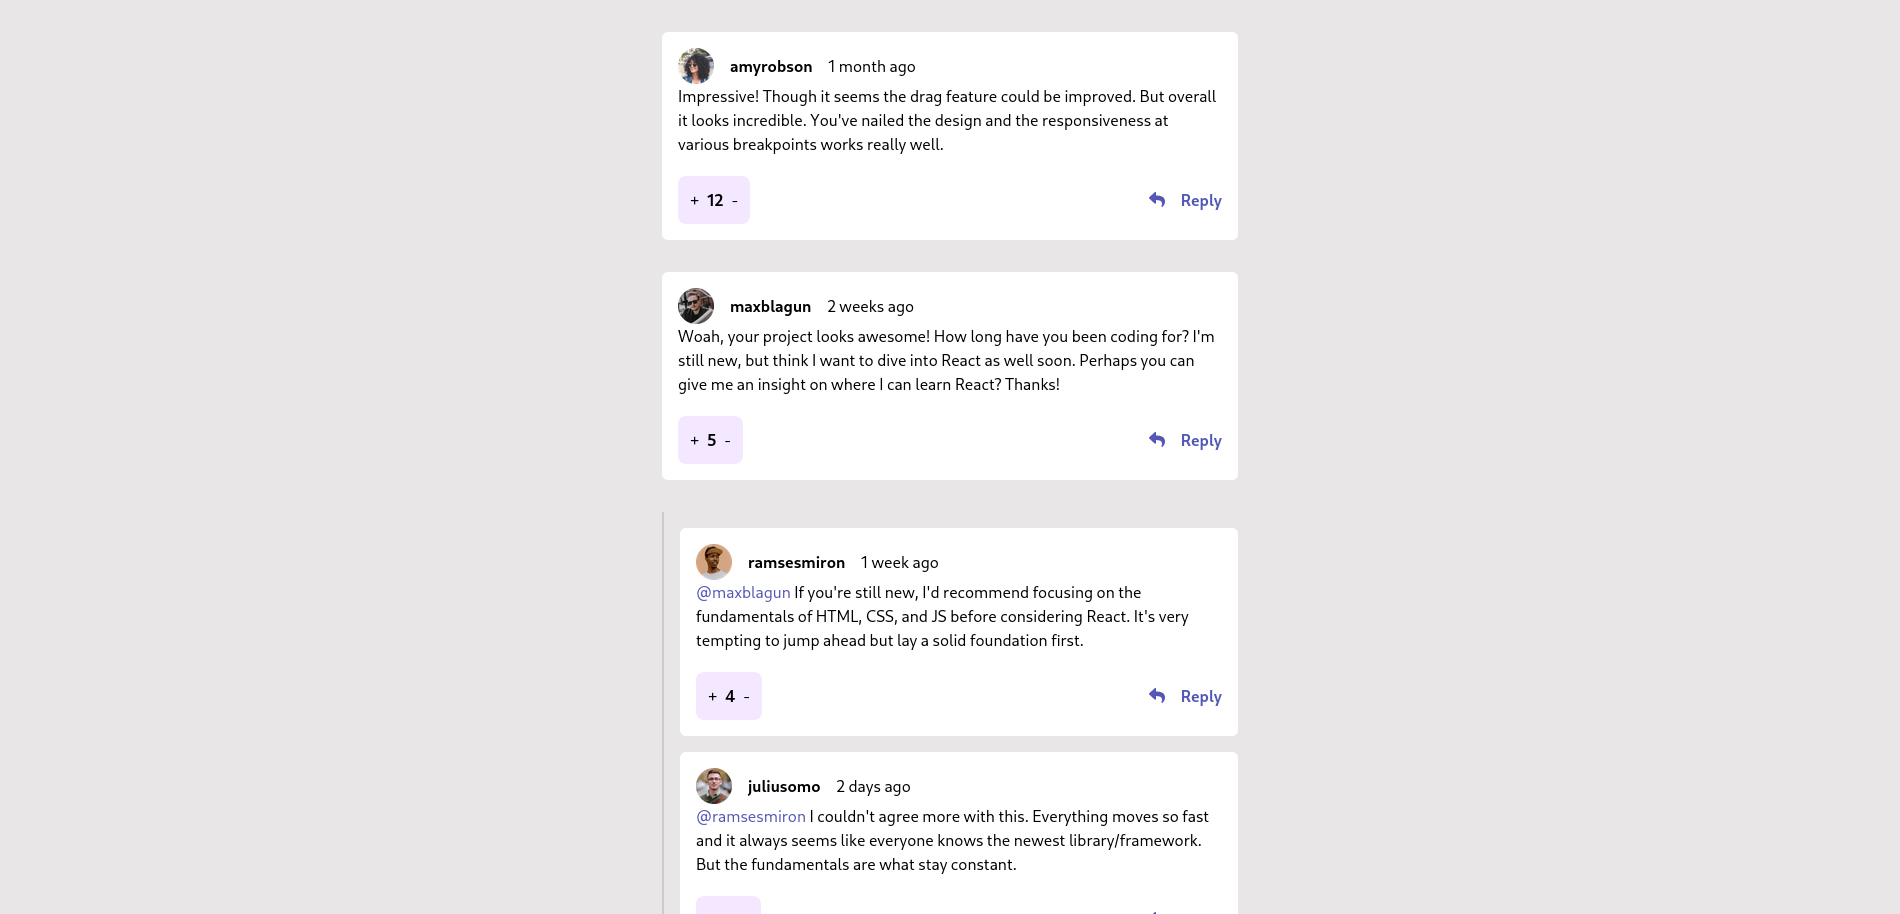 amyrobson 1 month ago
Impressive! Though it seems the drag feature could be improved. But overall
it looks incredible. You've nailed the design and the responsiveness at
various breakpoints works really well.
+ 12 - Reply
maxblagun 2 weeks ago
Woah, your project looks awesome! How long have you been coding for? I'm
still new, but think I want to dive into React as well soon. Perhaps you can
give me an insight on where I can learn React? Thanks!
+ 5 - Reply
ramsesmiron 1 week ago
@maxblagun If you're still new, I'd recommend focusing on the
fundamentals of HTML, CSS, and JS before considering React. It's very
tempting to jump ahead but lay a solid foundation first.
+ 4 - Reply
juliusomo 2 days ago
@ramsesmiron I couldn't agree more with this. Everything moves so fast
and it always seems like everyone knows the newest library/framework.
But the fundamentals are what stay constant.